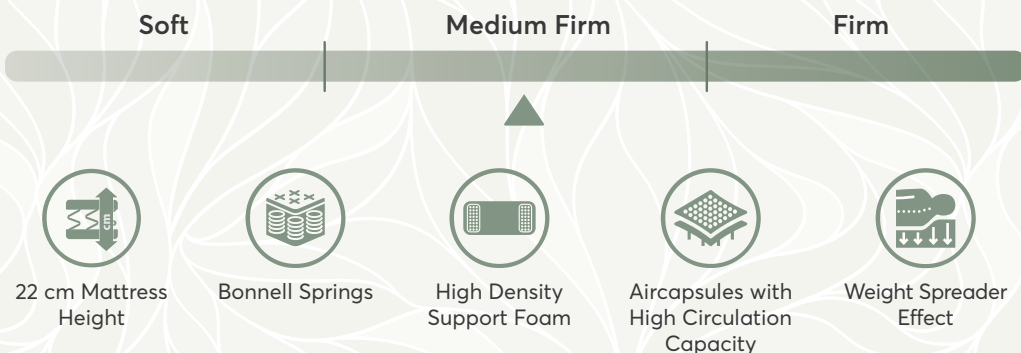 Soft
Medium Firm
Firm
cm
22 cm Mattress
Height
Bonnell Springs
High Density
Support Foam
Aircapsules with
High Circulation
Capacity
Weight Spreader
Effect